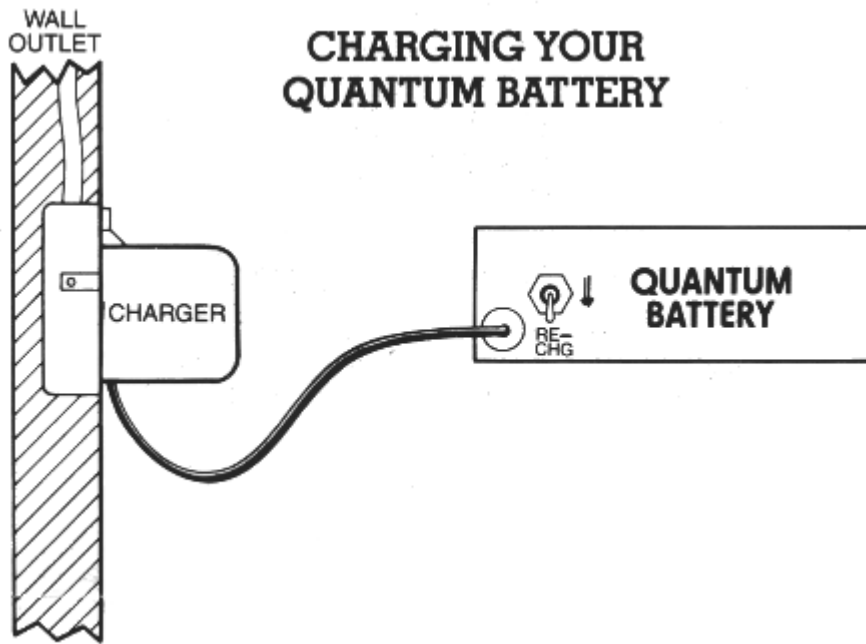 WALL
OUTLET
CHARGING YOUR
QUANTUM BATTERY
CHARGER
RE-
CHG
QUANTUM
BATTERY